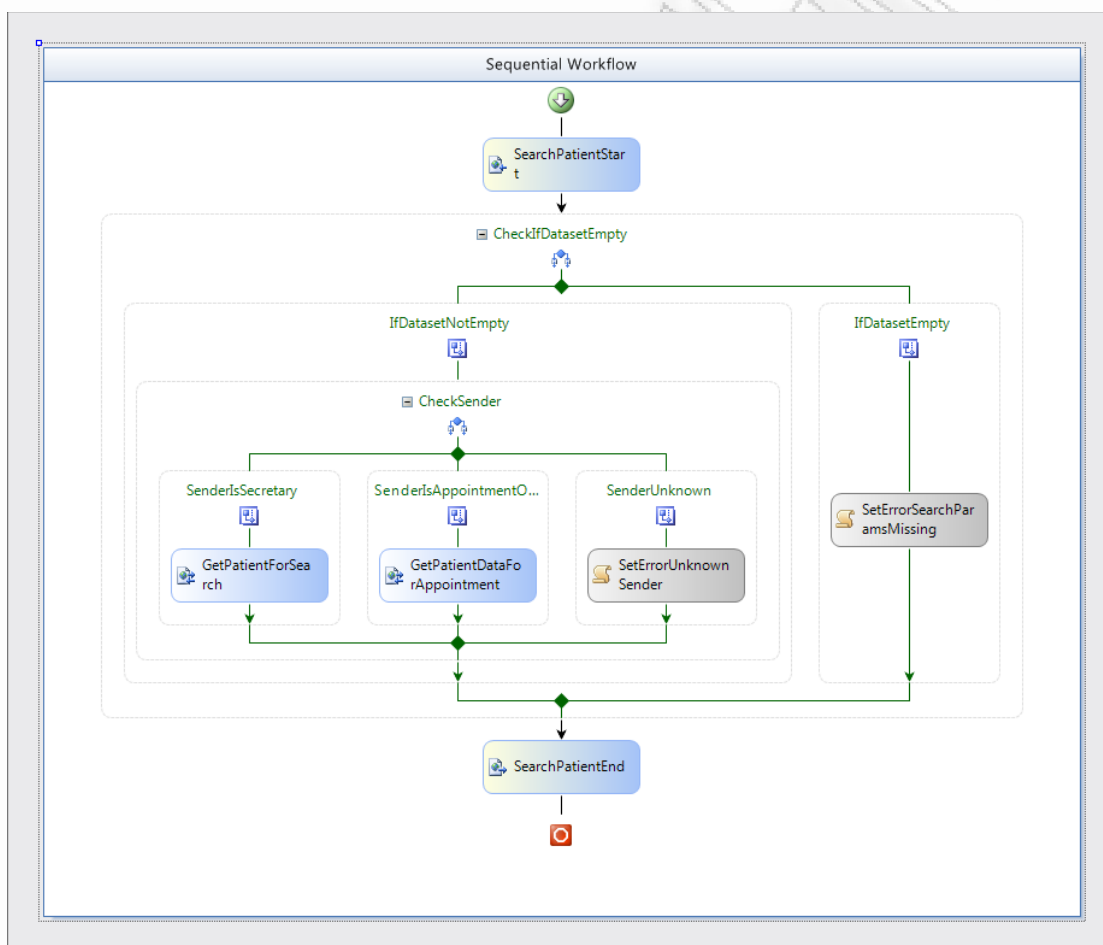 Sequential Workflow
SearchPatientStar
t
CheckIfDatasetEmpty
IfDatasetNotEmpty
IfDatasetEmpty
CheckSender
SenderIsSecretary
SenderIsAppointmentO...
SenderUnknown
SetErrorSearchPar
amsMissing
GetPatientForSea
rch
GetPatientDataFo
rAppointment
SetErrorUnknown
Sender
SearchPatientEnd